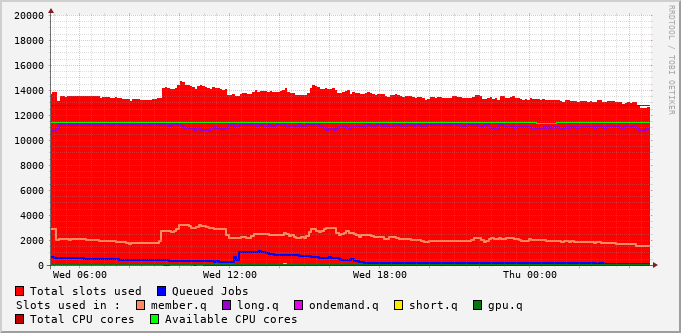 20000
18000
16000
14000
12000
10000
8000
6000
4000
2000
0
Wed 06:00 Wed 12:00 Wed 18:00 Thu 00:00
RRDTOOL / TOBI OETIKER
Total slots used Queued Jobs
Slots used in : member.q long.q ondemand.q short.q gpu.q
Total CPU cores Available CPU cores